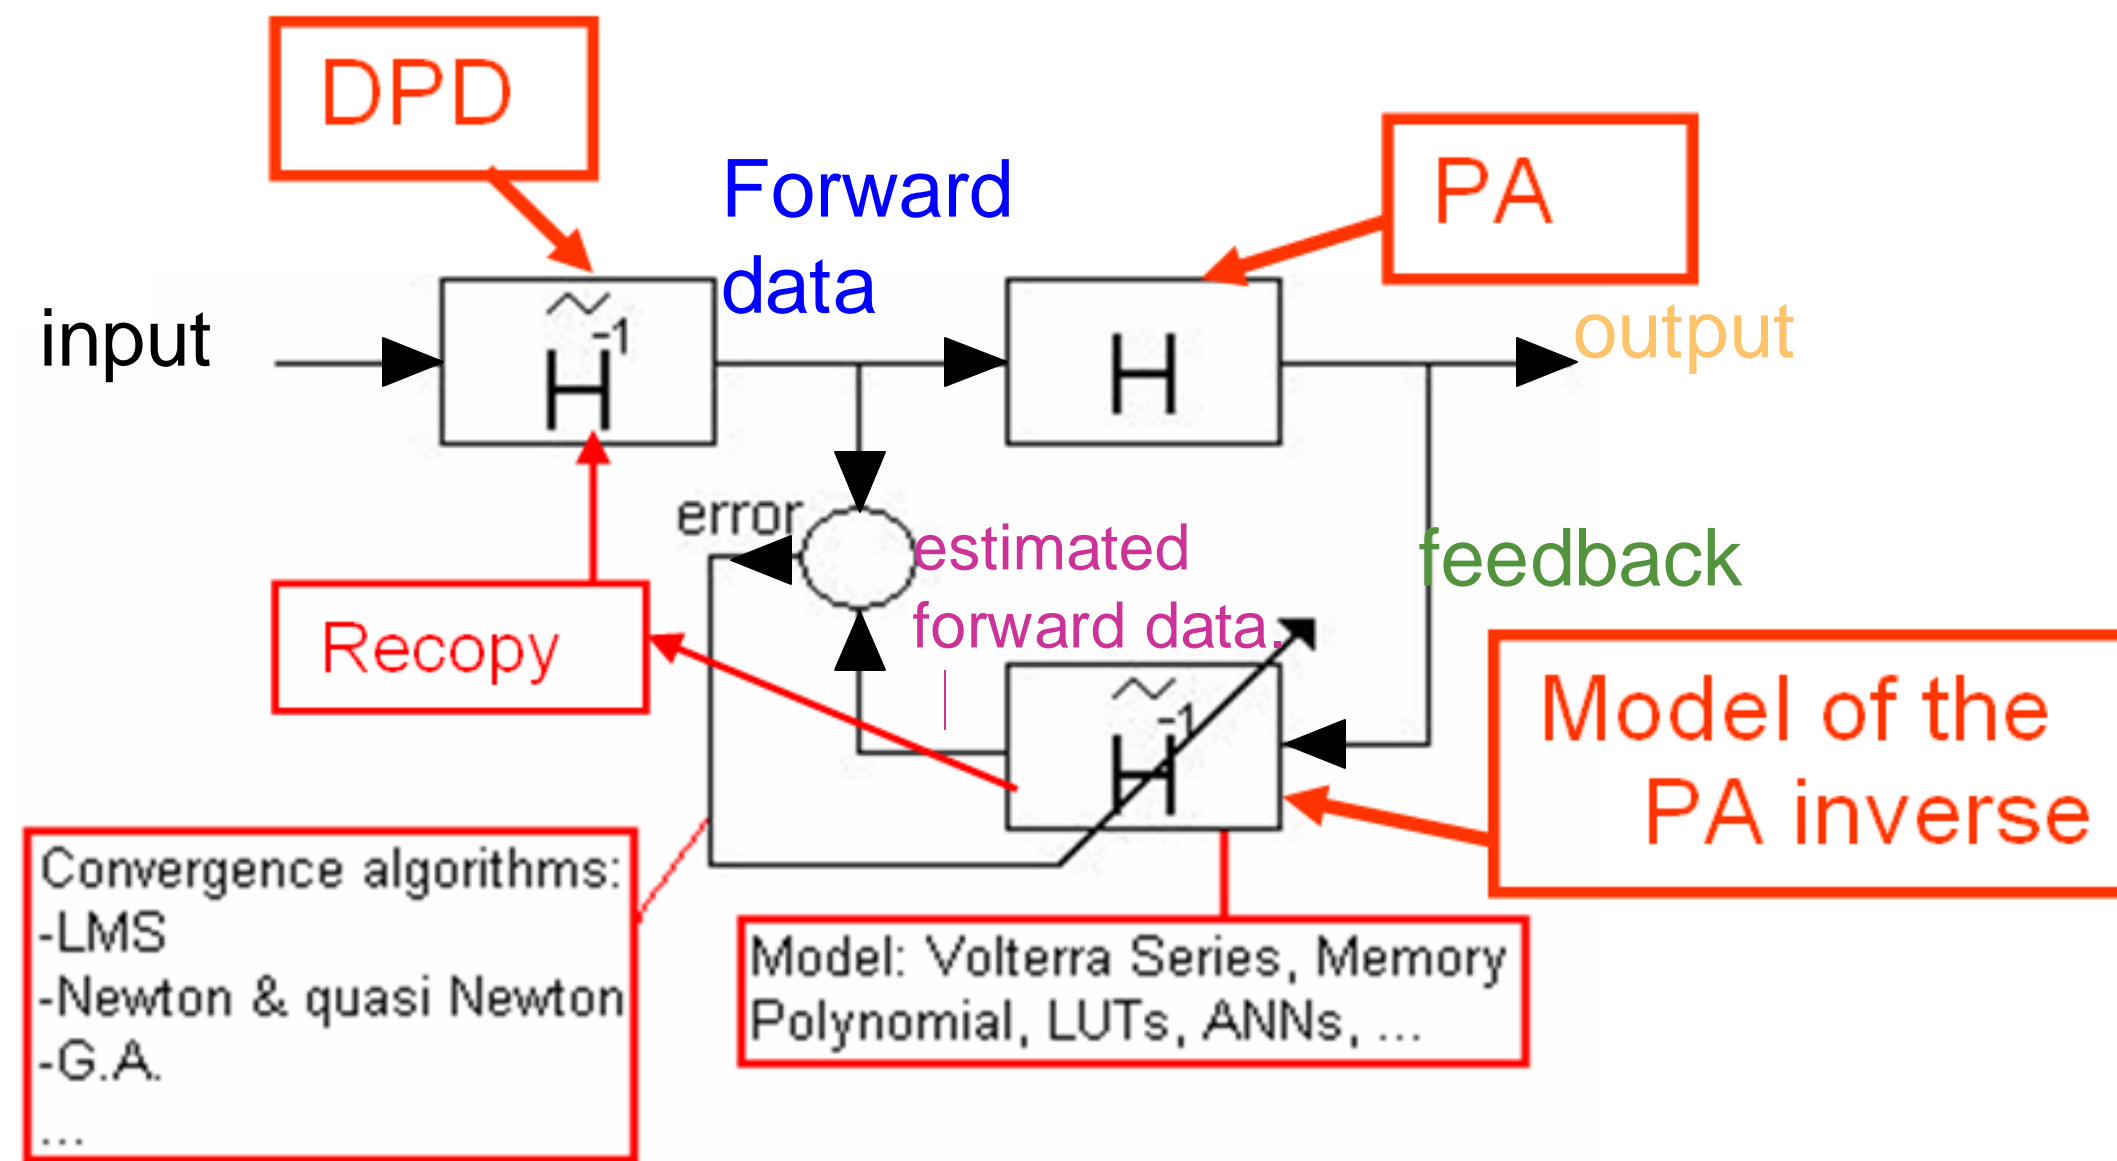 DPD
Forward
data
PA
input
H̃⁻¹
H
output
error
estimated
forward data.
feedback
Recopy
H̃⁻¹
Model of the
PA inverse
Convergence algorithms:
-LMS
-Newton & quasi Newton
-G.A.
...
Model: Volterra Series, Memory
Polynomial, LUTs, ANNs, ...